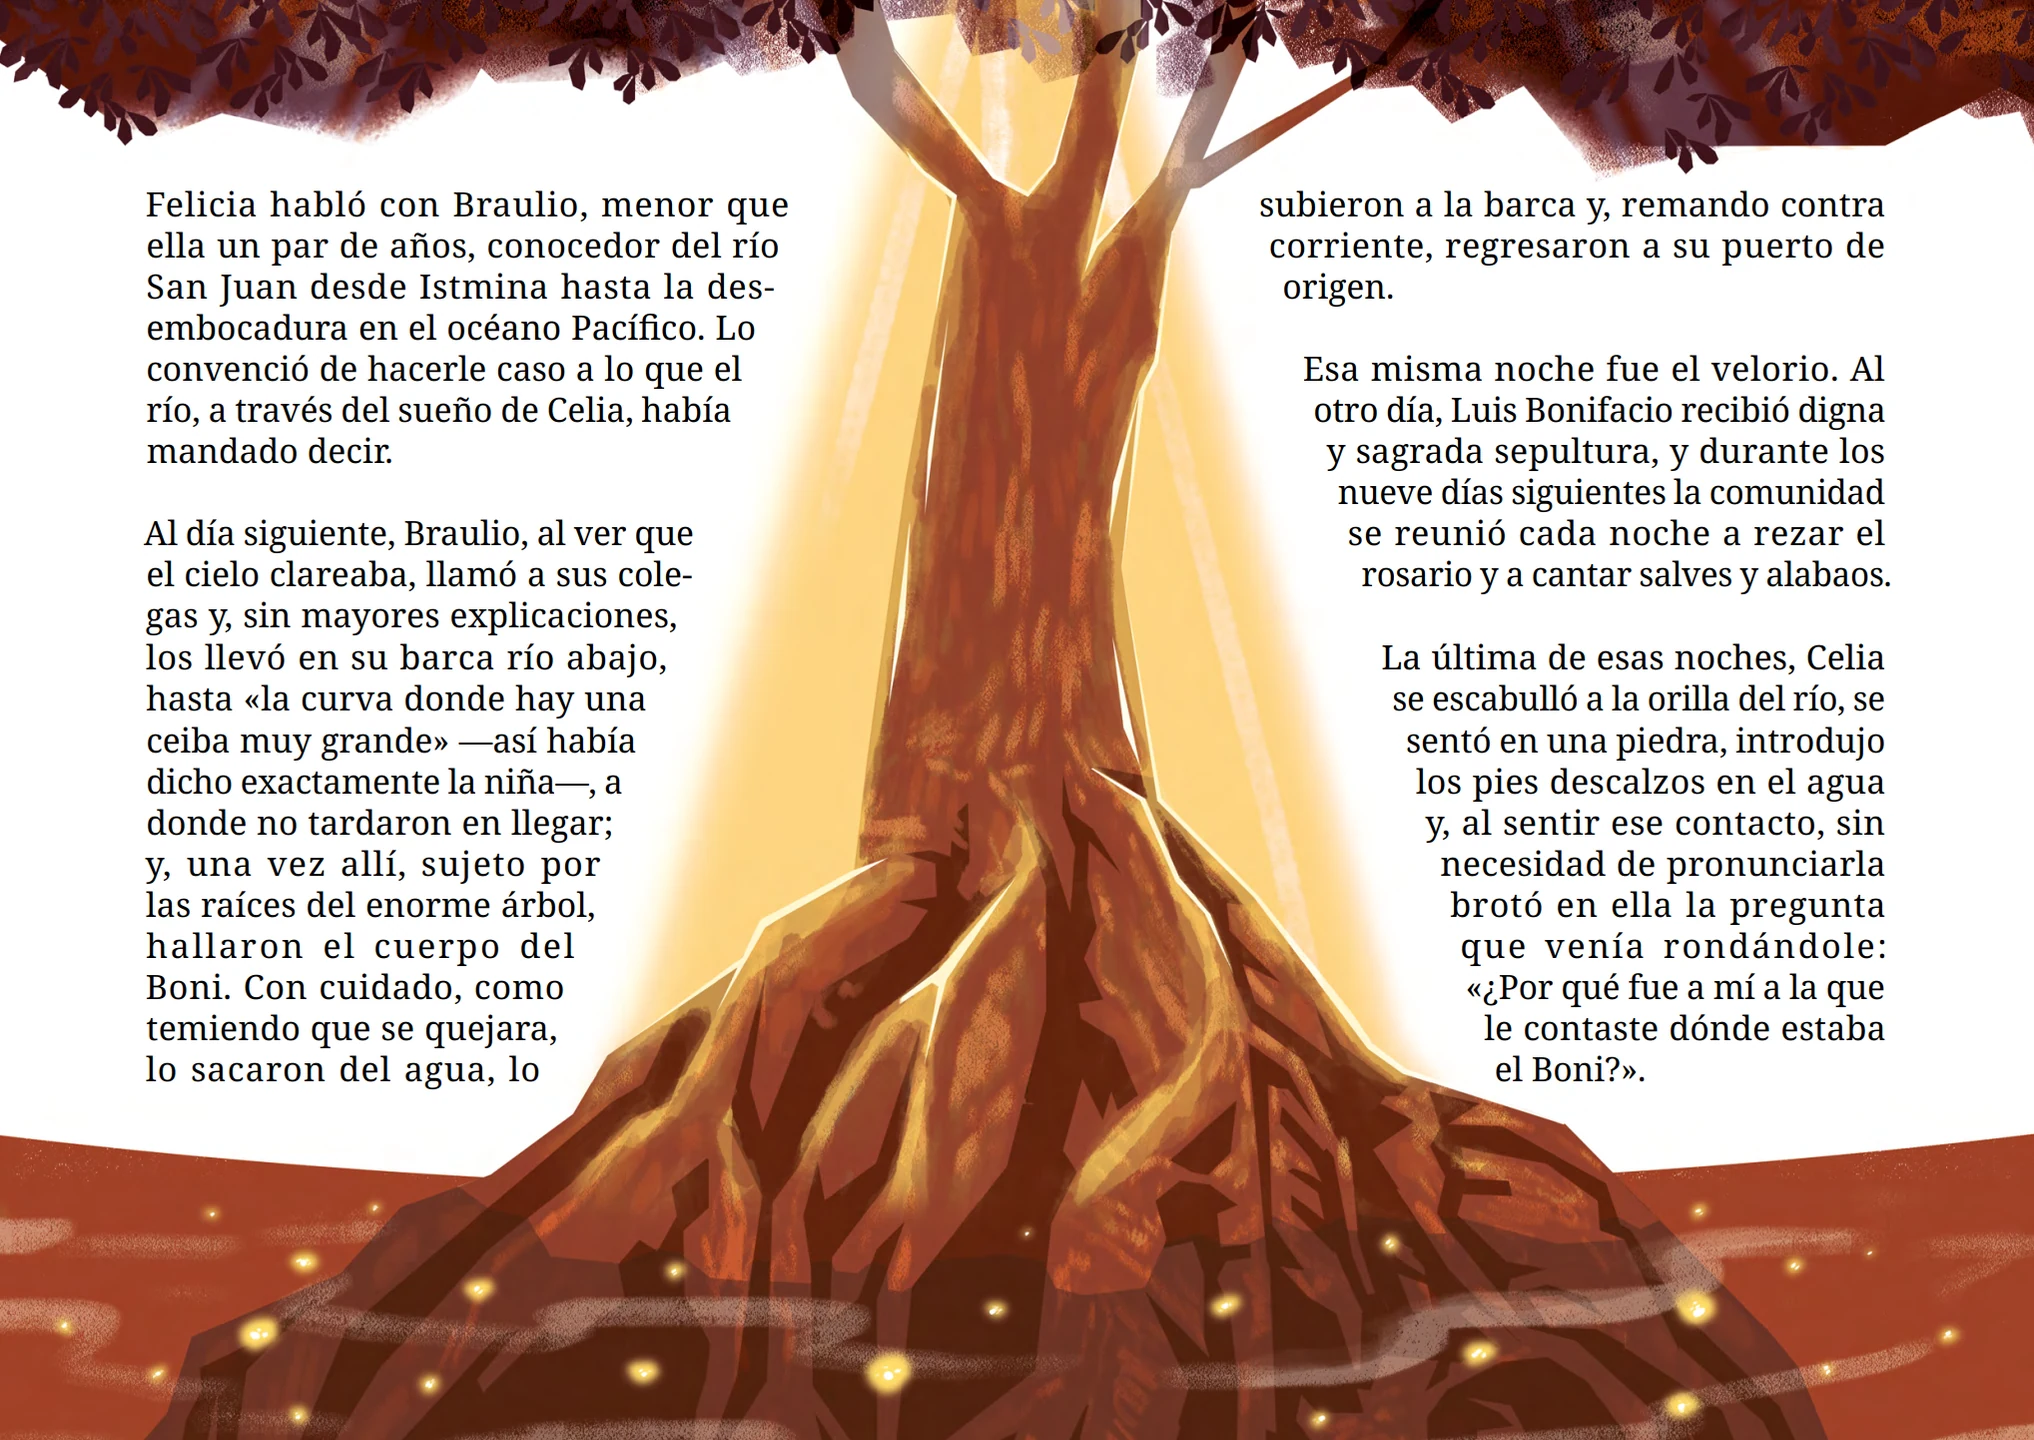 Felicia habló con Braulio, menor que
ella un par de años, conocedor del río
San Juan desde Istmina hasta la des-
embocadura en el océano Pacífico. Lo
convenció de hacerle caso a lo que el
río, a través del sueño de Celia, había
mandado decir.
Al día siguiente, Braulio, al ver que
el cielo clareaba, llamó a sus cole-
gas y, sin mayores explicaciones,
los llevó en su barca río abajo,
hasta «la curva donde hay una
ceiba muy grande» —así había
dicho exactamente la niña—, a
donde no tardaron en llegar;
y, una vez allí, sujeto por
las raíces del enorme árbol,
hallaron el cuerpo del
Boni. Con cuidado, como
temiendo que se quejara,
lo sacaron del agua, lo
subieron a la barca y, remando contra
corriente, regresaron a su puerto de
origen.
Esa misma noche fue el velorio. Al
otro día, Luis Bonifacio recibió digna
y sagrada sepultura, y durante los
nueve días siguientes la comunidad
se reunió cada noche a rezar el
rosario y a cantar salves y alabaos.
La última de esas noches, Celia
se escabulló a la orilla del río, se
sentó en una piedra, introdujo
los pies descalzos en el agua
y, al sentir ese contacto, sin
necesidad de pronunciarla
brotó en ella la pregunta
que venía rondándole:
«¿Por qué fue a mí a la que
le contaste dónde estaba
el Boni?».